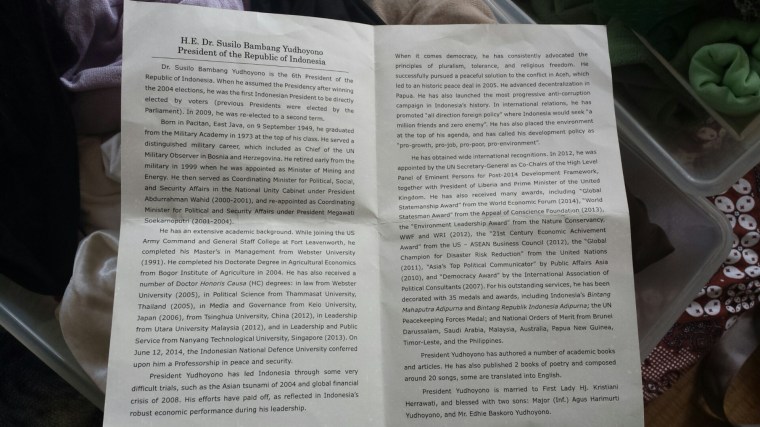 H.E. Dr. Susilo Bambang Yudhoyono
President of the Republic of Indonesia
Dr. Susilo Bambang Yudhoyono is the 6th President of the
Republic of Indonesia. When he assumed the Presidency after winning
the 2004 elections, he was the first Indonesian President to be directly
elected by voters (previous Presidents were elected by the
Parliament). In 2009, he was re-elected to a second term.
Born in Pacitan, East Java, on 9 September 1949, he graduated
from the Military Academy in 1973 at the top of his class. He served a
distinguished military career, which included as Chief of the UN
Military Observer in Bosnia and Herzegovina. He retired early from the
military in 1999 when he was appointed as Minister of Mining and
Energy. He then served as Coordinating Minister for Political, Social,
and Security Affairs in the National Unity Cabinet under President
Abdurrahman Wahid (2000-2001), and re-appointed as Coordinating
Minister for Political and Security Affairs under President Megawati
Soekarneputri (2001-2004).
He has an extensive academic background. While joining the US
Army Command and General Staff College at Fort Leavenworth, he
completed his Master's in Management from Webster University
(1991). He completed his Doctorate Degree in Agricultural Economics
from Bogor Institute of Agriculture in 2004. He has also received a
number of Doctor Honoris Causa (HC) degrees: in law from Webster
University (2005), in Political Science from Thammasat University,
Thailand (2005), in Media and Governance from Keio University,
Japan (2006), from Tsinghua University, China (2012), in Leadership
from Utara University Malaysia (2012), and in Leadership and Public
Service from Nanyang Technological University, Singapore (2013). On
June 12, 2014, the Indonesian National Defence University conferred
upon him a Professorship in peace and security.
President Yudhoyono has led Indonesia through some very
difficult trials, such as the Asian tsunami of 2004 and global financial
crisis of 2008. His efforts have paid off, as reflected in Indonesia's
robust economic performance during his leadership.
When it comes democracy, he has consistently advocated the
principles of pluralism, tolerance, and religious freedom. He
successfully pursued a peaceful solution to the conflict in Aceh, which
led to an historic peace deal in 2005. He advanced decentralization in
Papua. He has also launched the most progressive anti-corruption
campaign in Indonesia's history. In international relations, he has
promoted "all direction foreign policy" where Indonesia would seek "a
million friends and zero enemy". He has also placed the environment
at the top of his agenda, and has called his development policy as
"pro-growth, pro-job, pro-poor, pro-environment".
He has obtained wide international recognitions. In 2012, he was
appointed by the UN Secretary-General as Co-Chairs of the High Level
Panel of Eminent Persons for Post-2014 Development Framework,
together with President of Liberia and Prime Minister of the United
Kingdom. He has also received many awards, including "Global
Statemanship Award" from the World Economic Forum (2014), "World
Statesman Award" from the Appeal of Conscience Foundation (2013),
the "Environment Leadership Award" from the Nature Conservancy,
WWF and WRI (2012), the "21st Century Economic Achivement
Award" from the US - ASEAN Business Council (2012), the "Global
Champion for Disaster Risk Reduction" from the United Nations
(2011), "Asia's Top Political Communicator" by Public Affairs Asia
(2010), and "Democracy Award" by the International Association of
Political Consultants (2007). For his outstanding services, he has been
decorated with 35 medals and awards, including Indonesia's Bintang
Mahaputra Adipurna and Bintang Republik Indonesia Adipurna; the UN
Peacekeeping Forces Medal; and National Orders of Merit from Brunei
Darussalam, Saudi Arabia, Malaysia, Australia, Papua New Guinea,
Timor-Leste, and the Philippines.
President Yudhoyono has authored a number of academic books
and articles. He has also published 2 books of poetry and composed
around 20 songs, some are translated into English.
President Yudhoyono is married to First Lady Hj. Kristiani
Herrawati, and blessed with two sons: Major (Inf.) Agus Harimurti
Yudhoyono, and Mr. Edhie Baskoro Yudhoyono.